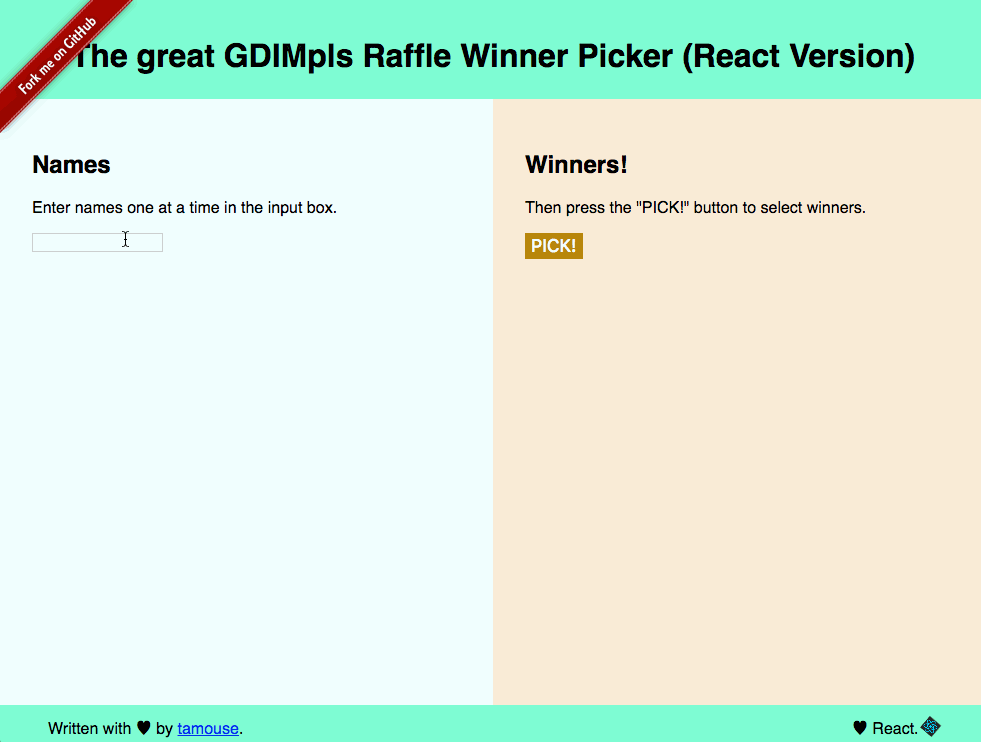 Fork me on GitHub
The great GDIMpls Raffle Winner Picker (React Version)
Names
Enter names one at a time in the input box.
Winners!
Then press the "PICK!" button to select winners.
PICK!
Written with ♥ by tamouse.
♥ React.